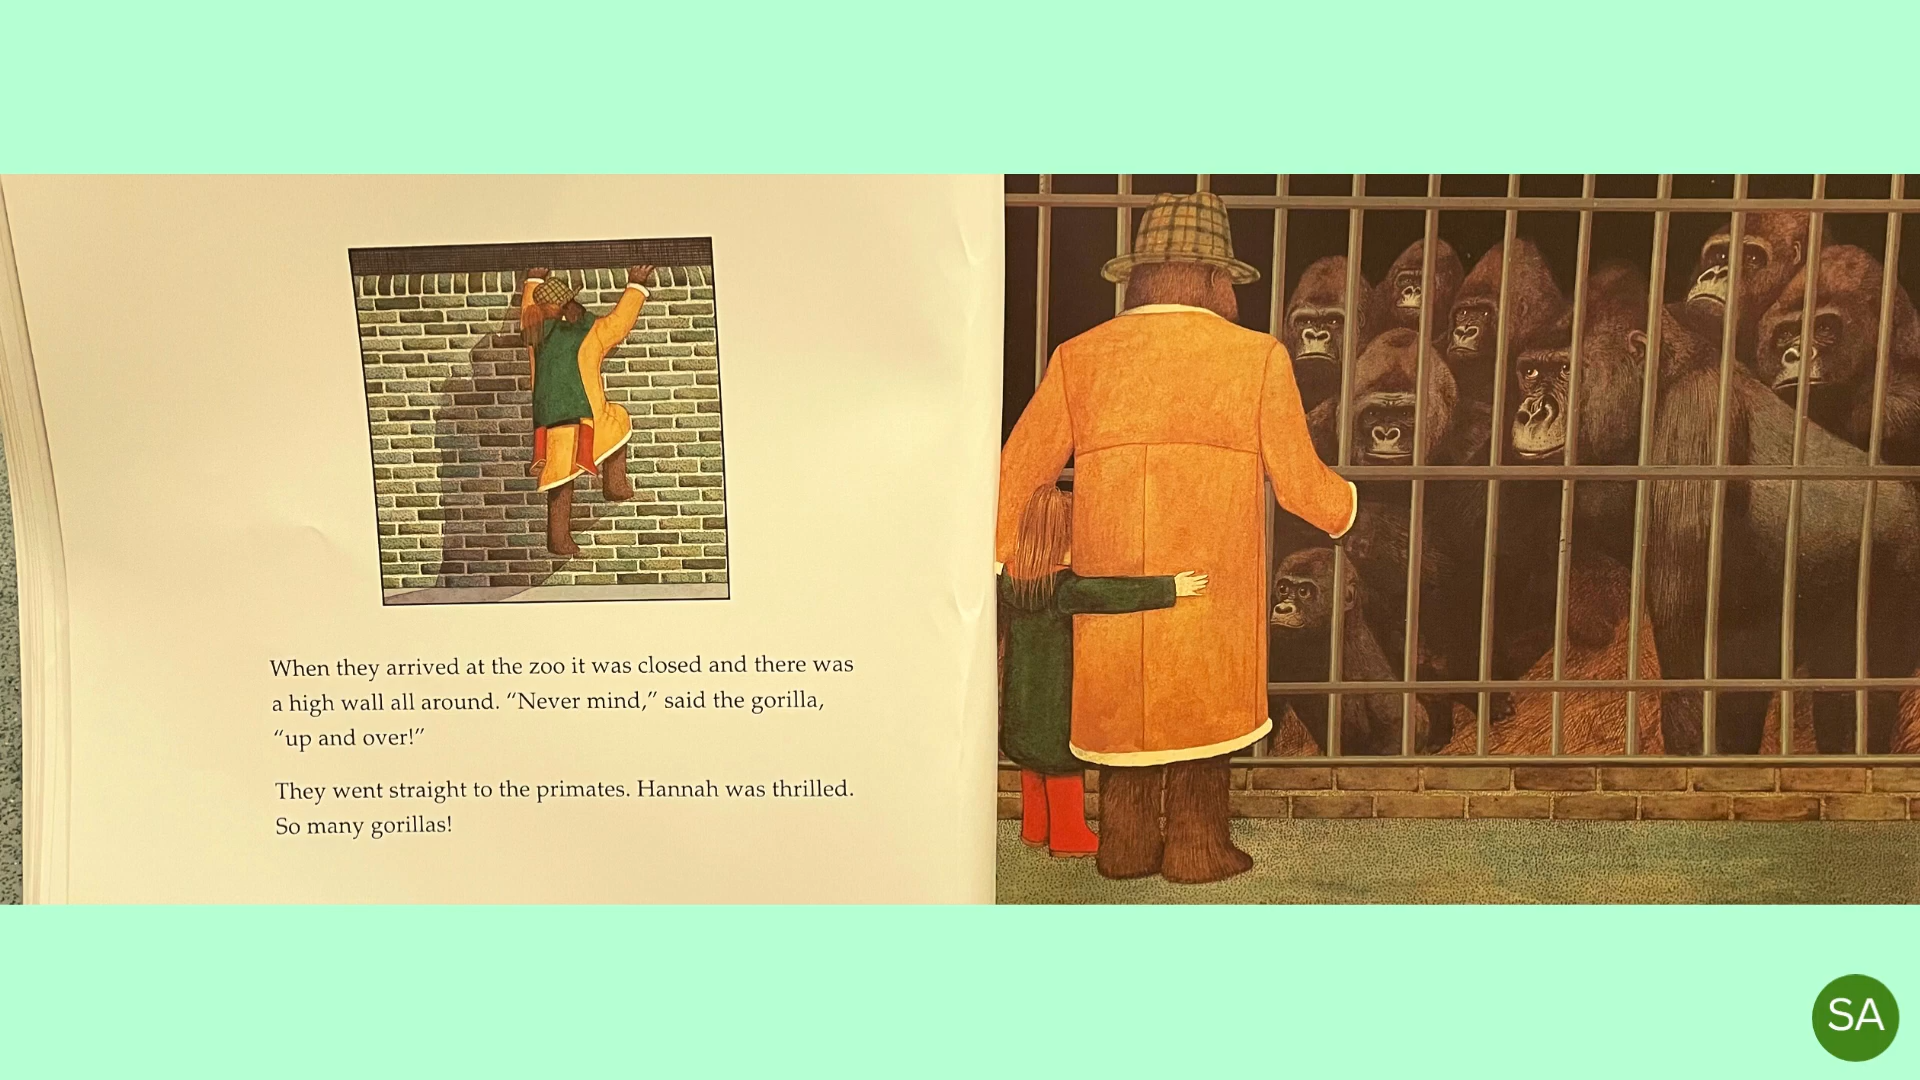 When they arrived at the zoo it was closed and there was
a high wall all around. “Never mind,” said the gorilla,
“up and over!”
They went straight to the primates. Hannah was thrilled.
So many gorillas!
SA